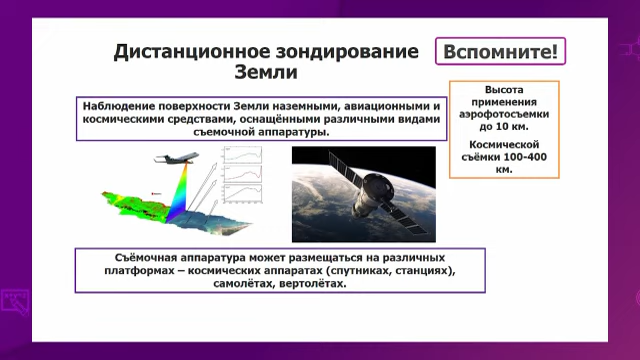 Дистанционное зондирование
Земли
Вспомните!
Наблюдение поверхности Земли наземными, авиационными и
космическими средствами, оснащёнными различными видами
съемочной аппаратуры.
Высота
применения
аэрофотосъемки
до 10 км.
Космической
съёмки 100-400
км.
Съёмочная аппаратура может размещаться на различных
платформах – космических аппаратах (спутниках, станциях),
самолётах, вертолётах.